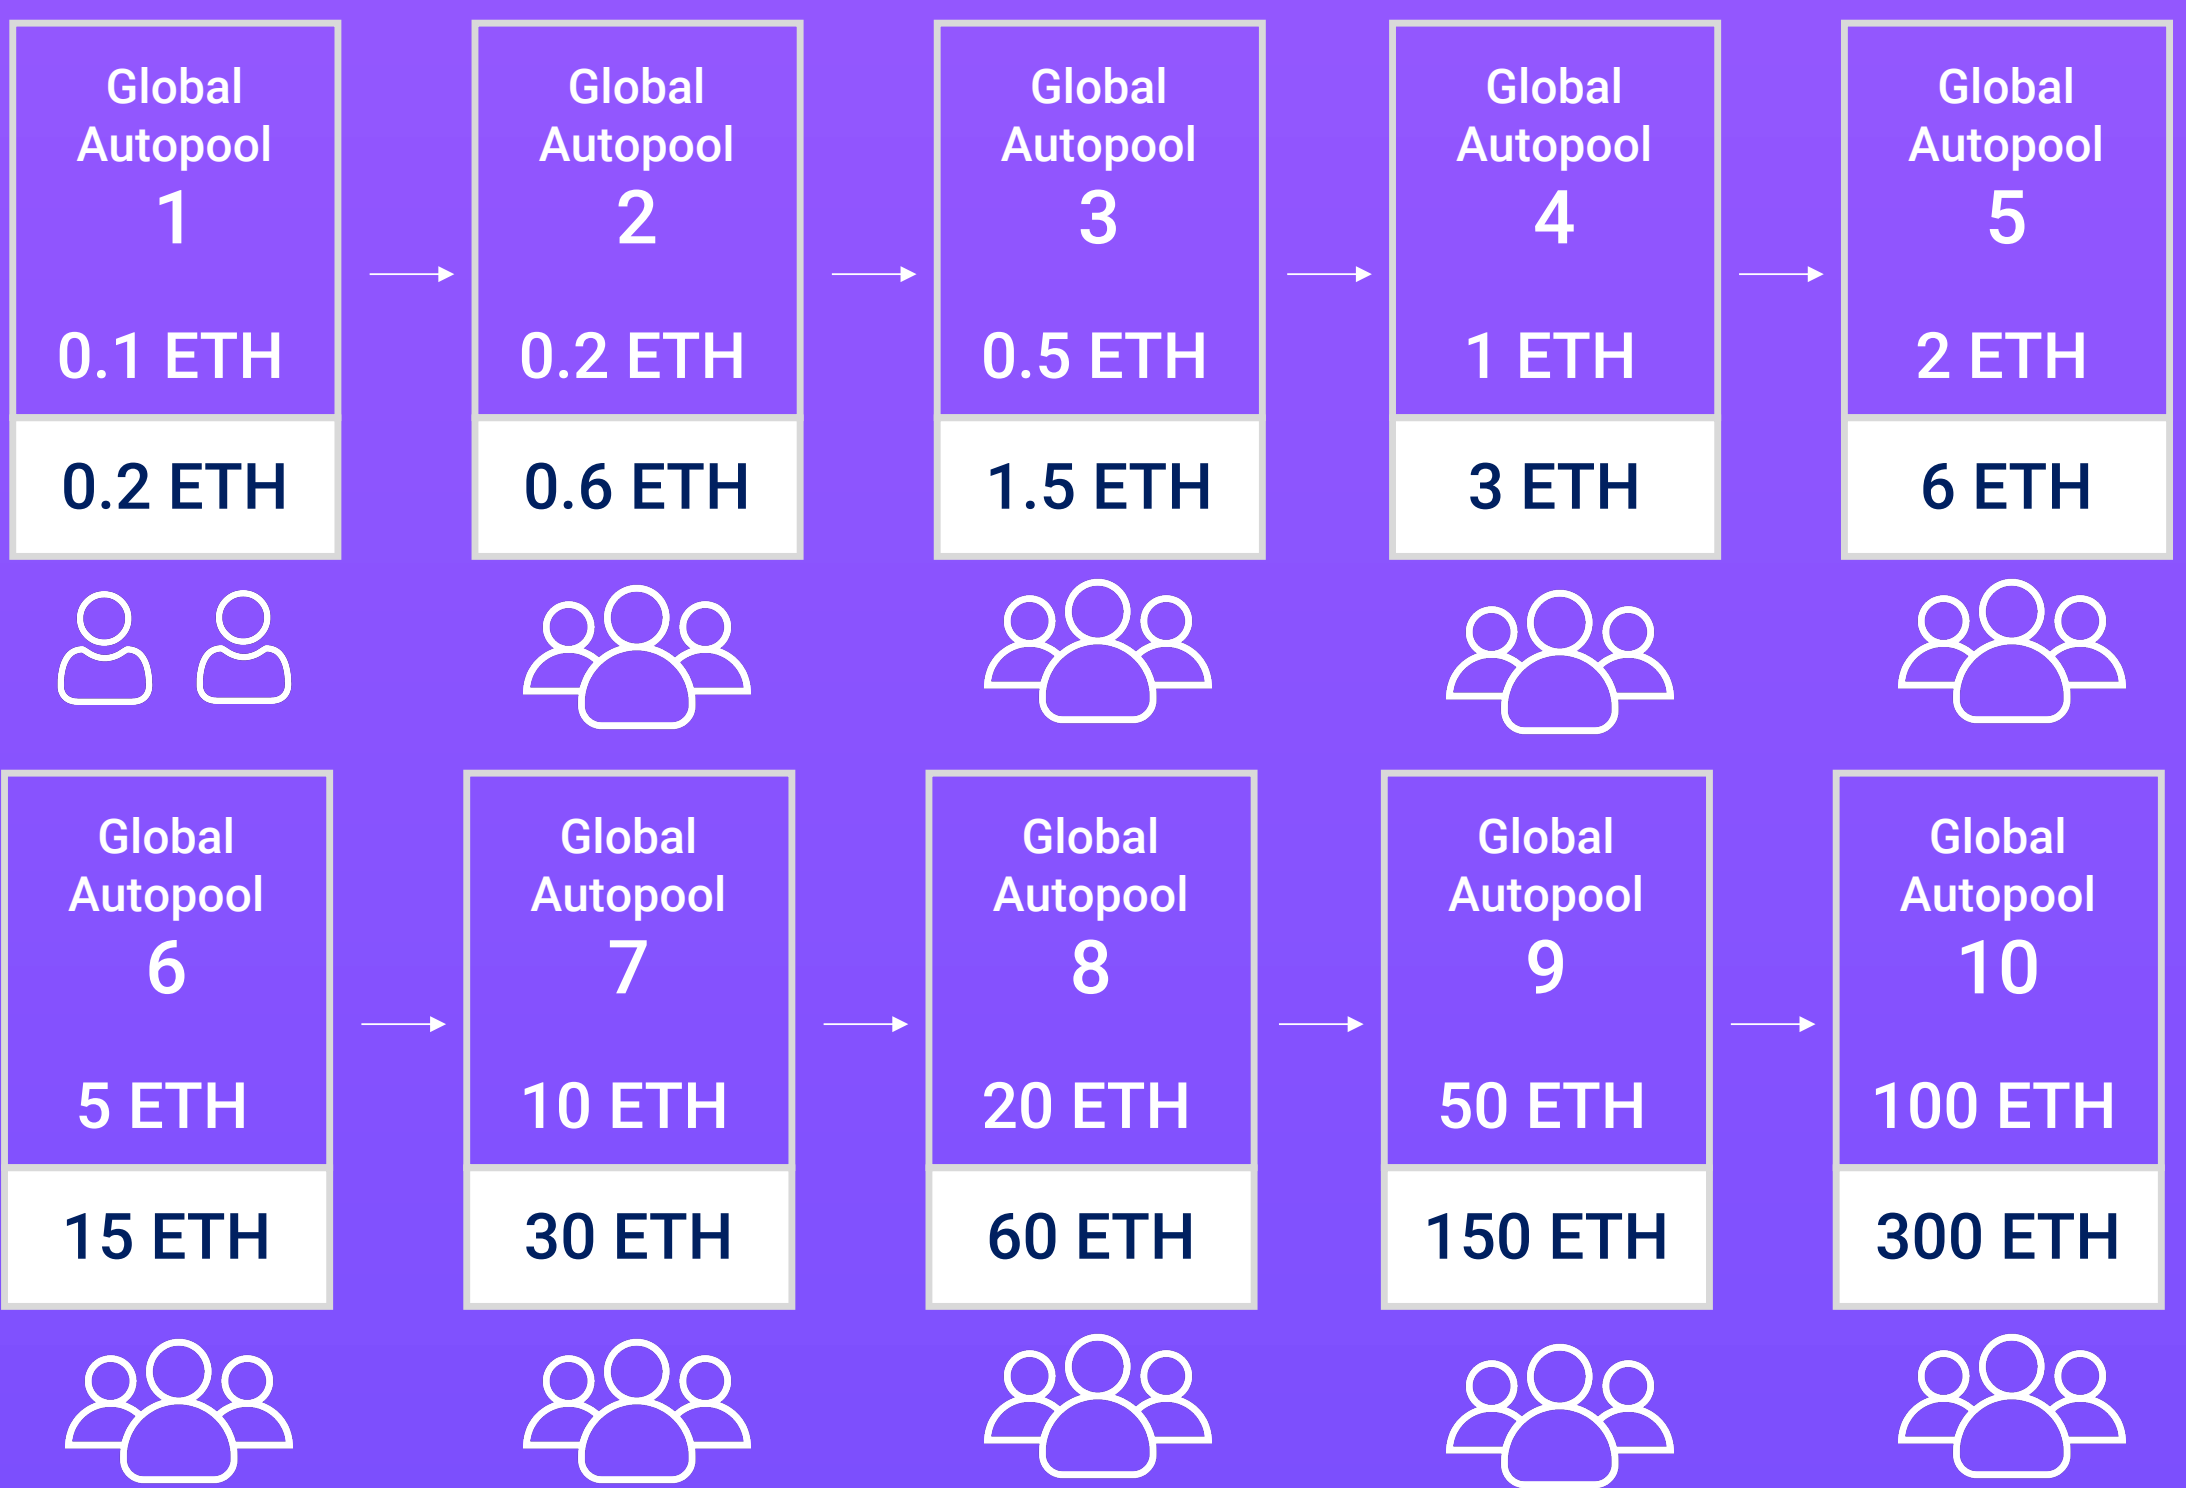 Global
Autopool
1
0.1 ETH
0.2 ETH
Global
Autopool
2
0.2 ETH
0.6 ETH
Global
Autopool
3
0.5 ETH
1.5 ETH
Global
Autopool
4
1 ETH
3 ETH
Global
Autopool
5
2 ETH
6 ETH
Global
Autopool
6
5 ETH
15 ETH
Global
Autopool
7
10 ETH
30 ETH
Global
Autopool
8
20 ETH
60 ETH
Global
Autopool
9
50 ETH
150 ETH
Global
Autopool
10
100 ETH
300 ETH